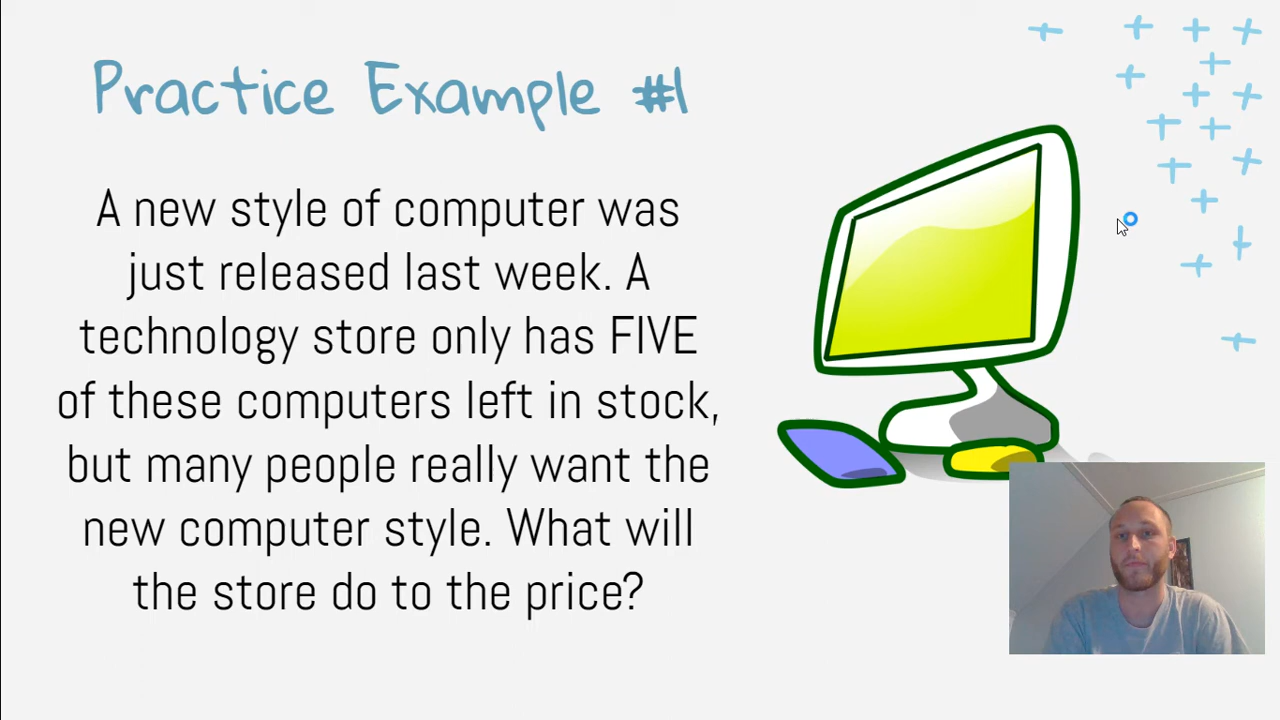 Practice Example #1
A new style of computer was
just released last week. A
technology store only has FIVE
of these computers left in stock,
but many people really want the
new computer style. What will
the store do to the price?